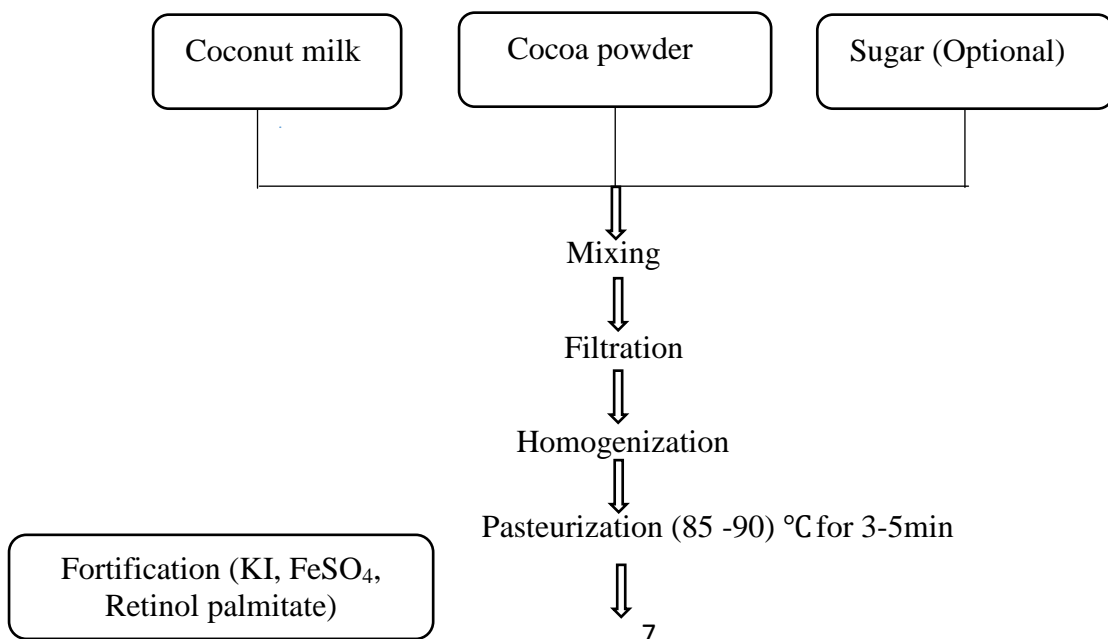 Coconut milk
Cocoa powder
Sugar (Optional)
Mixing
Filtration
Homogenization
Pasteurization (85 -90) ℃ for 3-5min
Fortification (KI, FeSO₄,
Retinol palmitate)
7